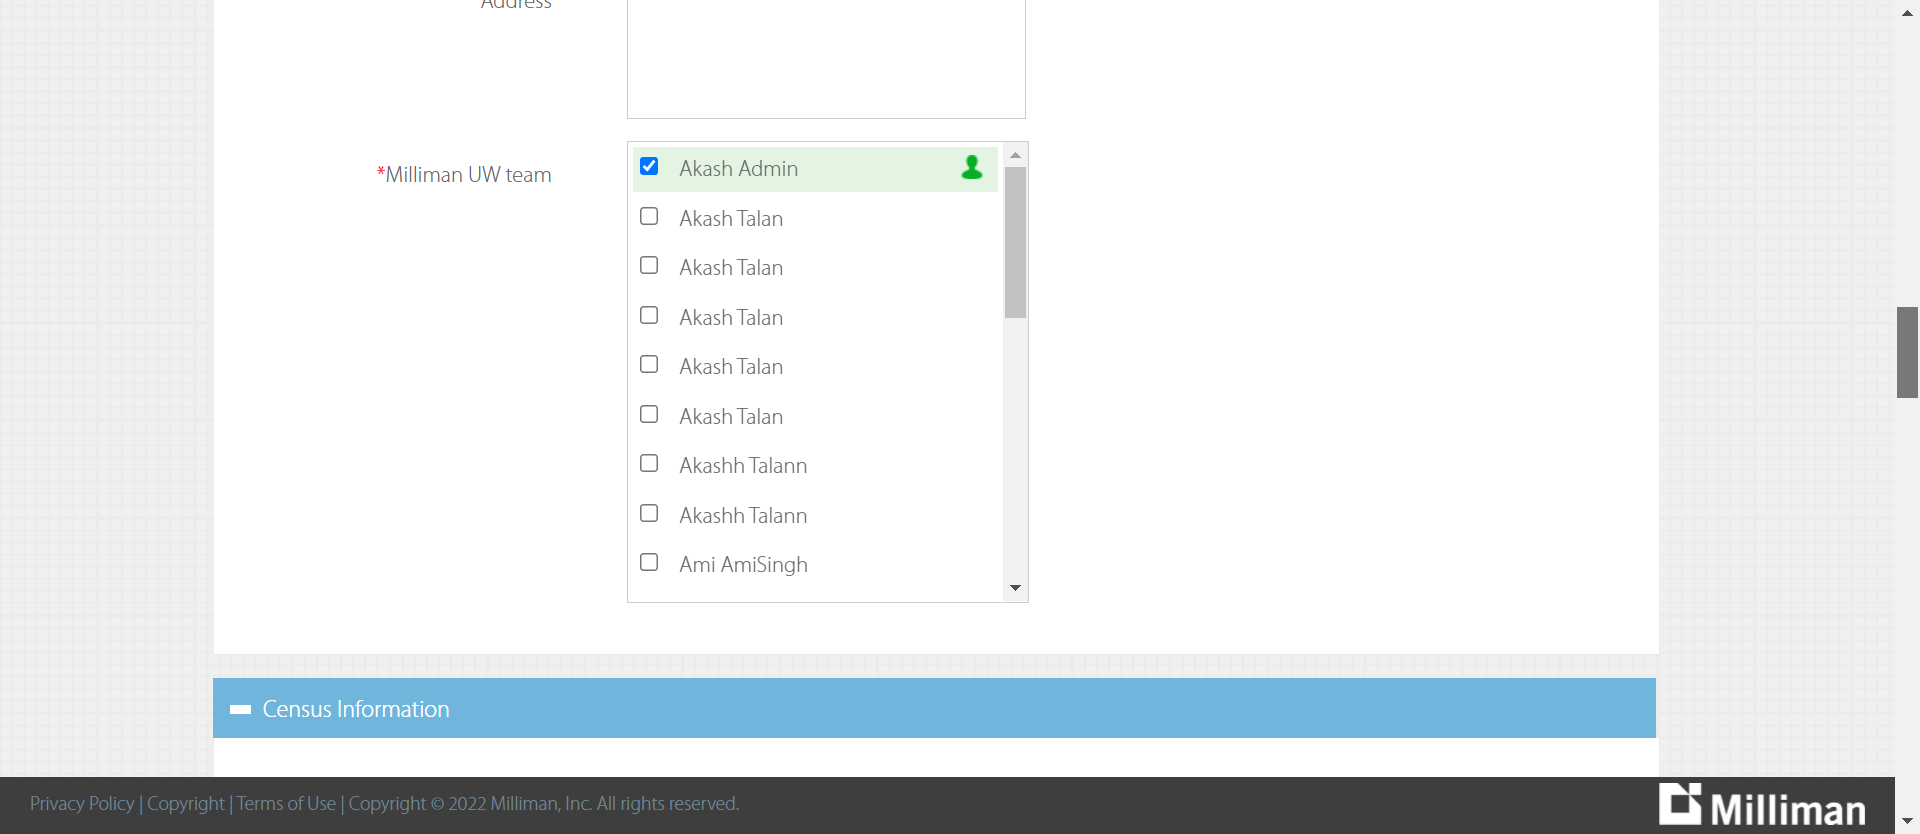 Address
*Milliman UW team
Akash Admin
Akash Talan
Akash Talan
Akash Talan
Akash Talan
Akash Talan
Akashh Talann
Akashh Talann
Ami AmiSingh
Census Information
Privacy Policy | Copyright | Terms of Use | Copyright © 2022 Milliman, Inc. All rights reserved.
Milliman